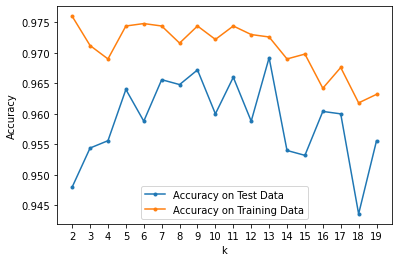 0.975
0.970
0.965
0.960
0.955
0.950
0.945
Accuracy
Accuracy on Test Data
Accuracy on Training Data
2 3 4 5 6 7 8 9 10 11 12 13 14 15 16 17 18 19
k